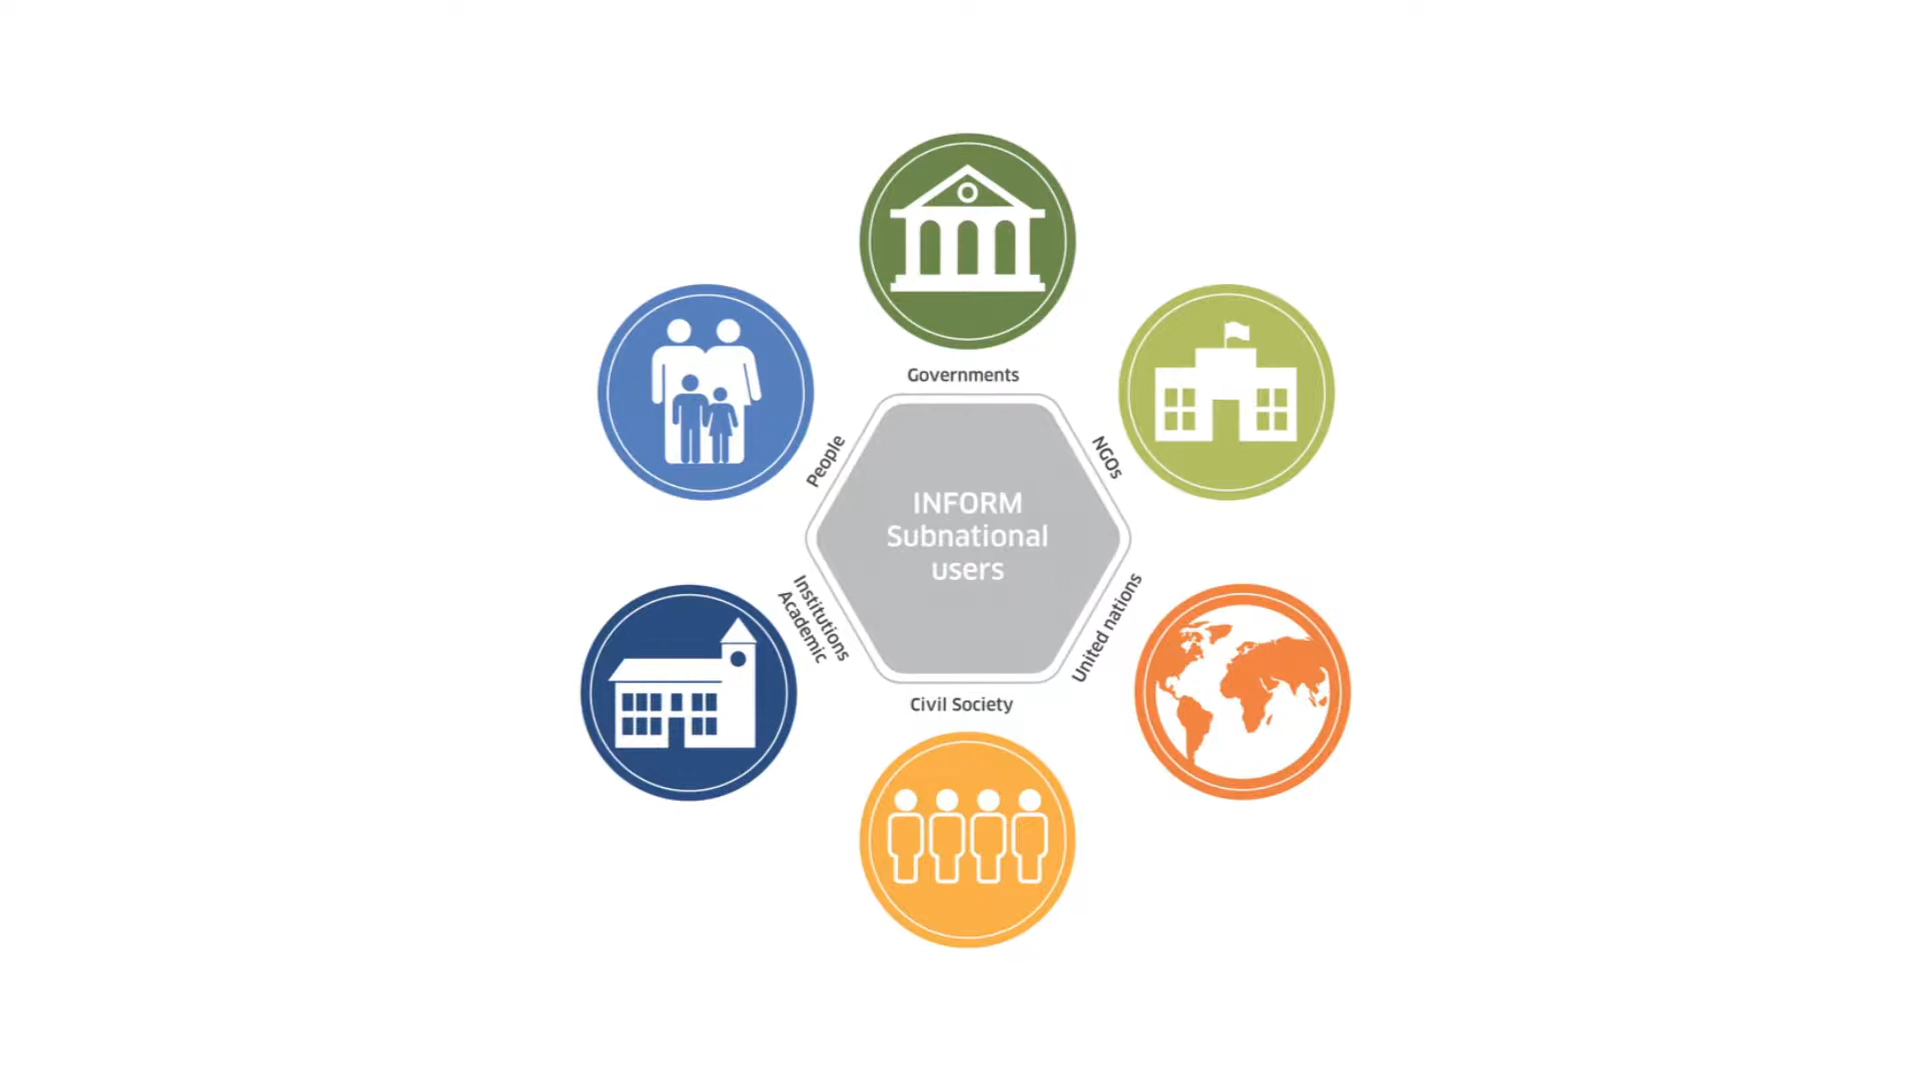 Governments
People
NGOs
INFORM
Subnational
users
Institutions
Academic
United nations
Civil Society